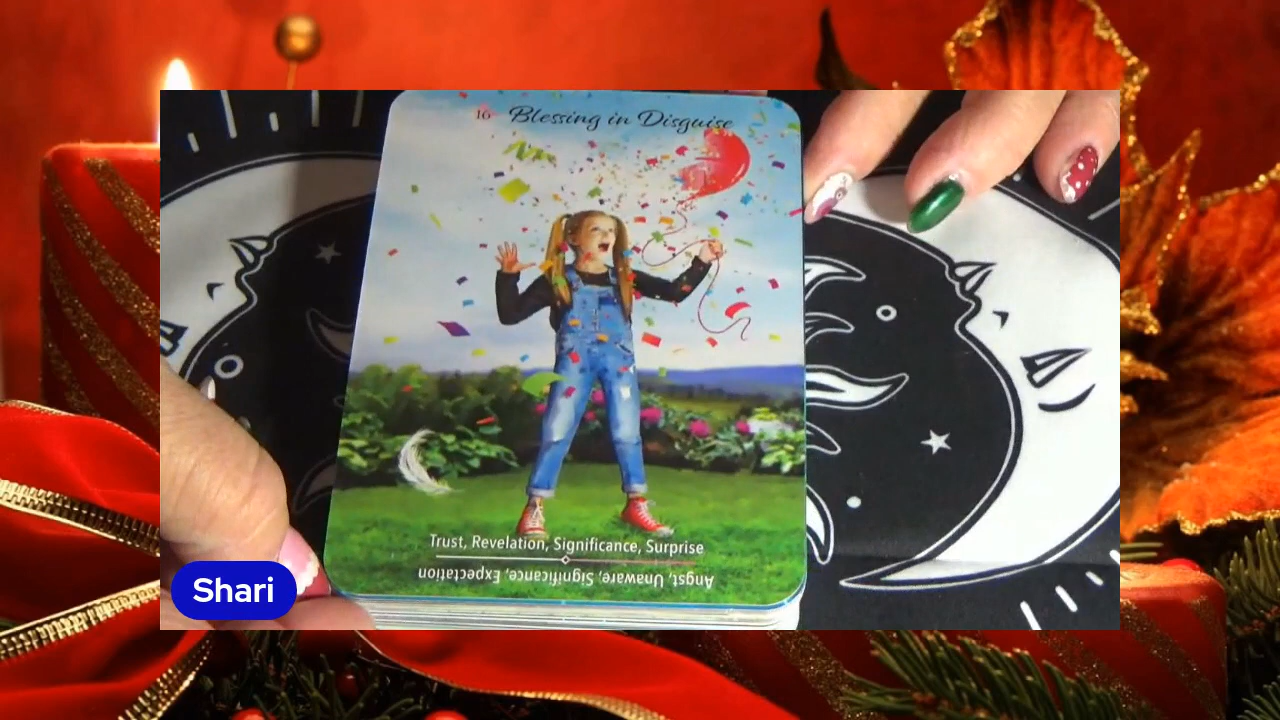 16 Blessing in Disguise
Trust, Revelation, Significance, Surprise
Angst, Unaware, Significance, Expectation
Shari